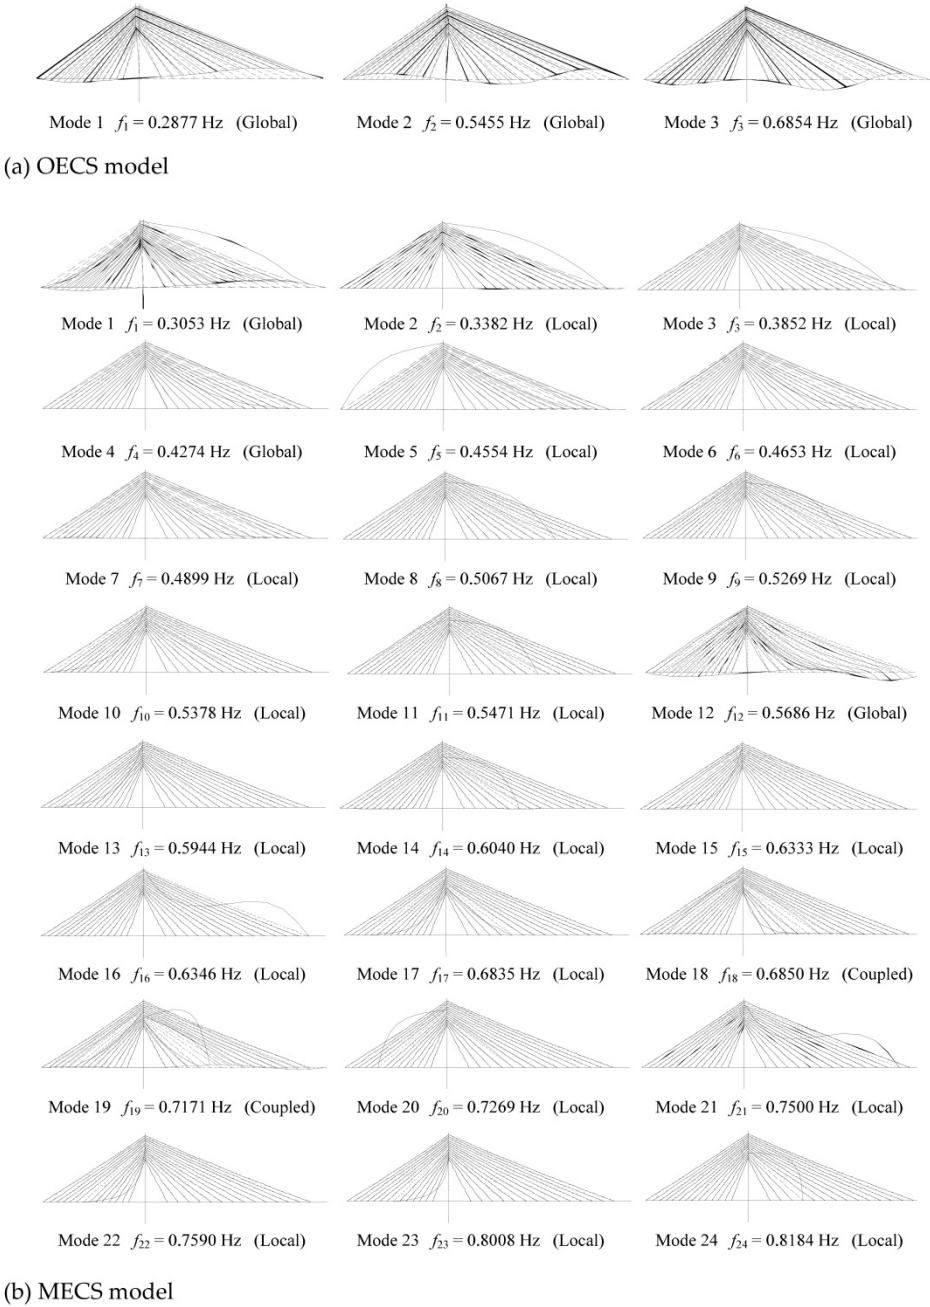 Mode 1 f1 = 0.2877 Hz (Global) Mode 2 f2 = 0.5455 Hz (Global) Mode 3 f3 = 0.6854 Hz (Global)
(a) OECS model
Mode 1 f1 = 0.3053 Hz (Global) Mode 2 f2 = 0.3382 Hz (Local) Mode 3 f3 = 0.3852 Hz (Local)
Mode 4 f4 = 0.4274 Hz (Global) Mode 5 f5 = 0.4554 Hz (Local) Mode 6 f6 = 0.4653 Hz (Local)
Mode 7 f7 = 0.4899 Hz (Local) Mode 8 f8 = 0.5067 Hz (Local) Mode 9 f9 = 0.5269 Hz (Local)
Mode 10 f10 = 0.5378 Hz (Local) Mode 11 f11 = 0.5471 Hz (Local) Mode 12 f12 = 0.5686 Hz (Global)
Mode 13 f13 = 0.5944 Hz (Local) Mode 14 f14 = 0.6040 Hz (Local) Mode 15 f15 = 0.6333 Hz (Local)
Mode 16 f16 = 0.6346 Hz (Local) Mode 17 f17 = 0.6835 Hz (Local) Mode 18 f18 = 0.6850 Hz (Coupled)
Mode 19 f19 = 0.7171 Hz (Coupled) Mode 20 f20 = 0.7269 Hz (Local) Mode 21 f21 = 0.7500 Hz (Local)
Mode 22 f22 = 0.7590 Hz (Local) Mode 23 f23 = 0.8008 Hz (Local) Mode 24 f24 = 0.8184 Hz (Local)
(b) MECS model